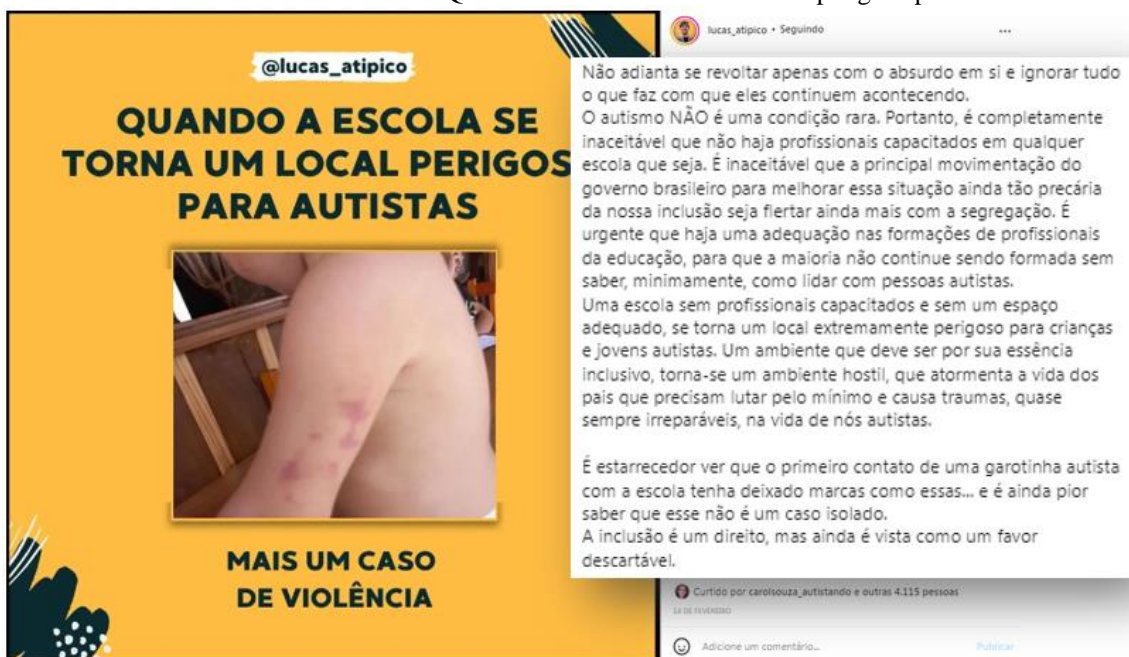 @lucas_atipico
QUANDO A ESCOLA SE
TORNA UM LOCAL PERIGOS
PARA AUTISTAS
MAIS UM CASO
DE VIOLÊNCIA
lucas_atipico • Seguindo
...
Não adianta se revoltar apenas com o absurdo em si e ignorar tudo
o que faz com que eles continuem acontecendo.
O autismo NÃO é uma condição rara. Portanto, é completamente
inaceitável que não haja profissionais capacitados em qualquer
escola que seja. É inaceitável que a principal movimentação do
governo brasileiro para melhorar essa situação ainda tão precária
da nossa inclusão seja flertar ainda mais com a segregação. É
urgente que haja uma adequação nas formações de profissionais
da educação, para que a maioria não continue sendo formada sem
saber, minimamente, como lidar com pessoas autistas.
Uma escola sem profissionais capacitados e sem um espaço
adequado, se torna um local extremamente perigoso para crianças
e jovens autistas. Um ambiente que deve ser por sua essência
inclusivo, torna-se um ambiente hostil, que atormenta a vida dos
pais que precisam lutar pelo mínimo e causa traumas, quase
sempre irreparáveis, na vida de nós autistas.
É estarrecedor ver que o primeiro contato de uma garotinha autista
com a escola tenha deixado marcas como essas... e é ainda pior
saber que esse não é um caso isolado.
A inclusão é um direito, mas ainda é vista como um favor
descartável.
Curtido por carolsouza_autistando e outras 4.115 pessoas
14 DE FEVEREIRO
Adicione um comentário...
Publicar